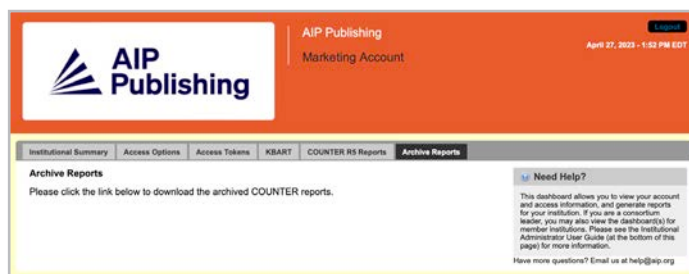 AIP
Publishing
AIP Publishing
Marketing Account
Logout
April 27, 2023 - 1:52 PM EDT
Institutional Summary
Access Options
Access Tokens
KBART
COUNTER R5 Reports
Archive Reports
Archive Reports
Please click the link below to download the archived COUNTER reports.
Need Help?
This dashboard allows you to view your account
and access information, and generate reports
for your institution. If you are a consortium
leader, you may also view the dashboard(s) for
member institutions. Please see the Institutional
Administrator User Guide (at the bottom of this
page) for more information.
Have more questions? Email us at help@aip.org